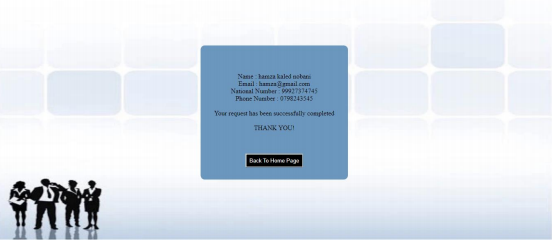 Name : hamza kaled nobani
Email : hamza@gmail.com
National Number : 99927374745
Phone Number : 0798243545
Your request has been successfully completed
THANK YOU!
Back To Home Page